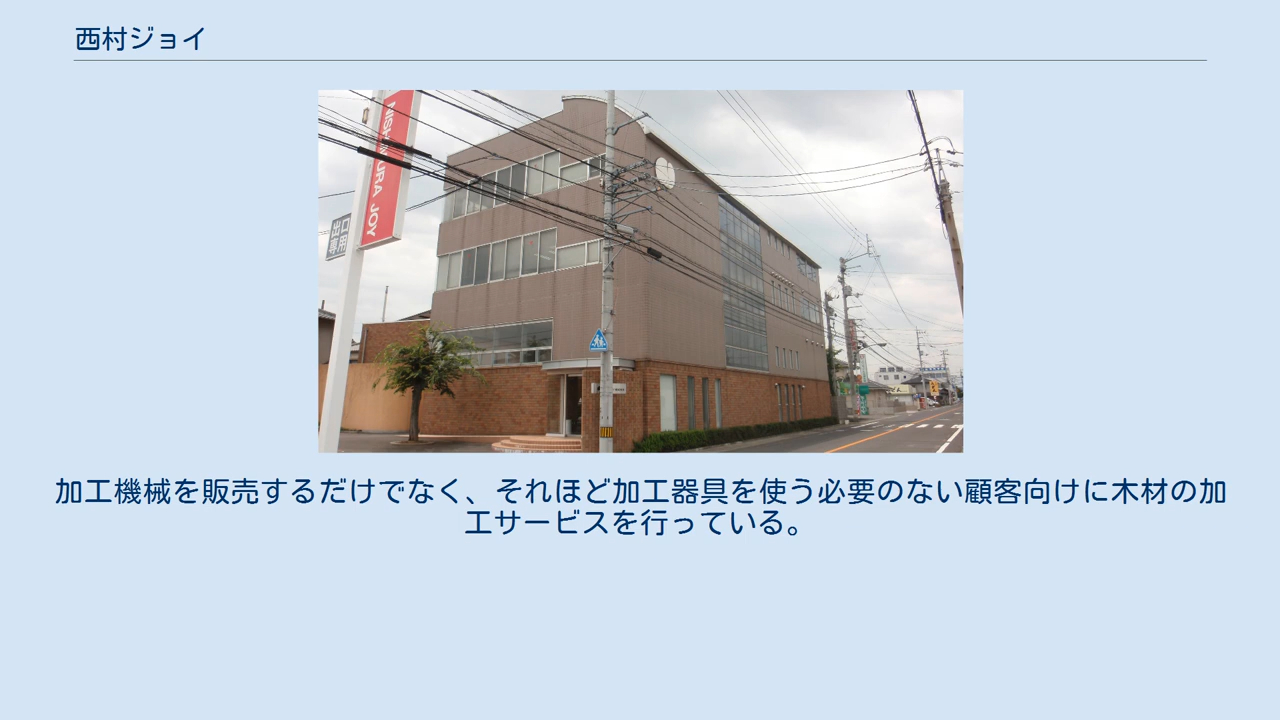 西村ジョイ
NISHIMURA JOY
出口
専用
加工機械を販売するだけでなく、それほど加工器具を使う必要のない顧客向けに木材の加
工サービスを行っている。